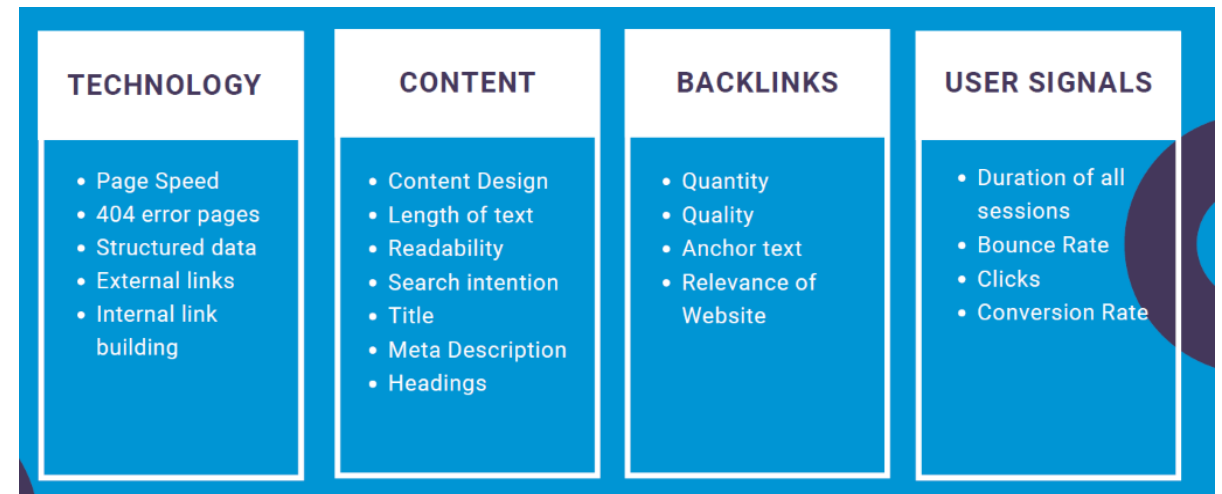 TECHNOLOGY
• Page Speed
• 404 error pages
• Structured data
• External links
• Internal link
building
CONTENT
• Content Design
• Length of text
• Readability
• Search intention
• Title
• Meta Description
• Headings
BACKLINKS
• Quantity
• Quality
• Anchor text
• Relevance of
Website
USER SIGNALS
• Duration of all
sessions
• Bounce Rate
• Clicks
• Conversion Rate